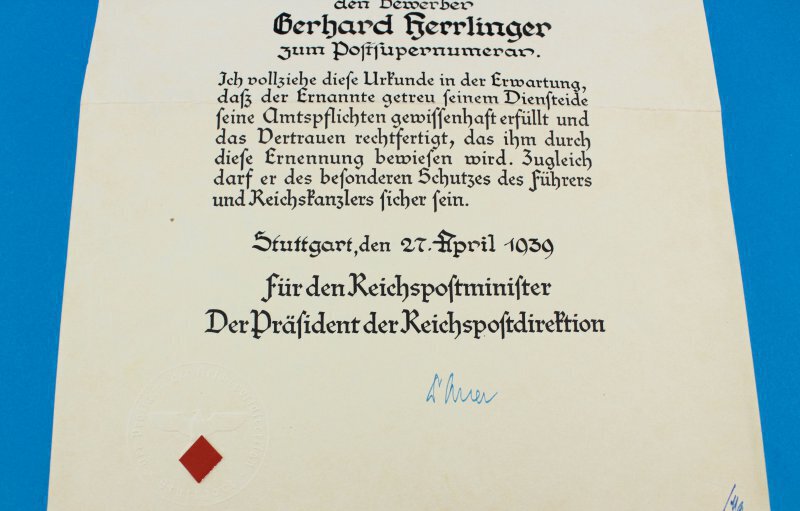 den Bewerber
Gerhard Herrlinger
zum Postsupernumerar.
Ich vollziehe diese Urkunde in der Erwartung,
daß der Ernannte getreu seinem Diensteide
seine Amtspflichten gewissenhaft erfüllt und
das Vertrauen rechtfertigt, das ihm durch
diese Ernennung bewiesen wird. Zugleich
darf er des besonderen Schutzes des Führers
und Reichskanzlers sicher sein.
Stuttgart, den 27. April 1939
Für den Reichspostminister
Der Präsident der Reichspostdirektion